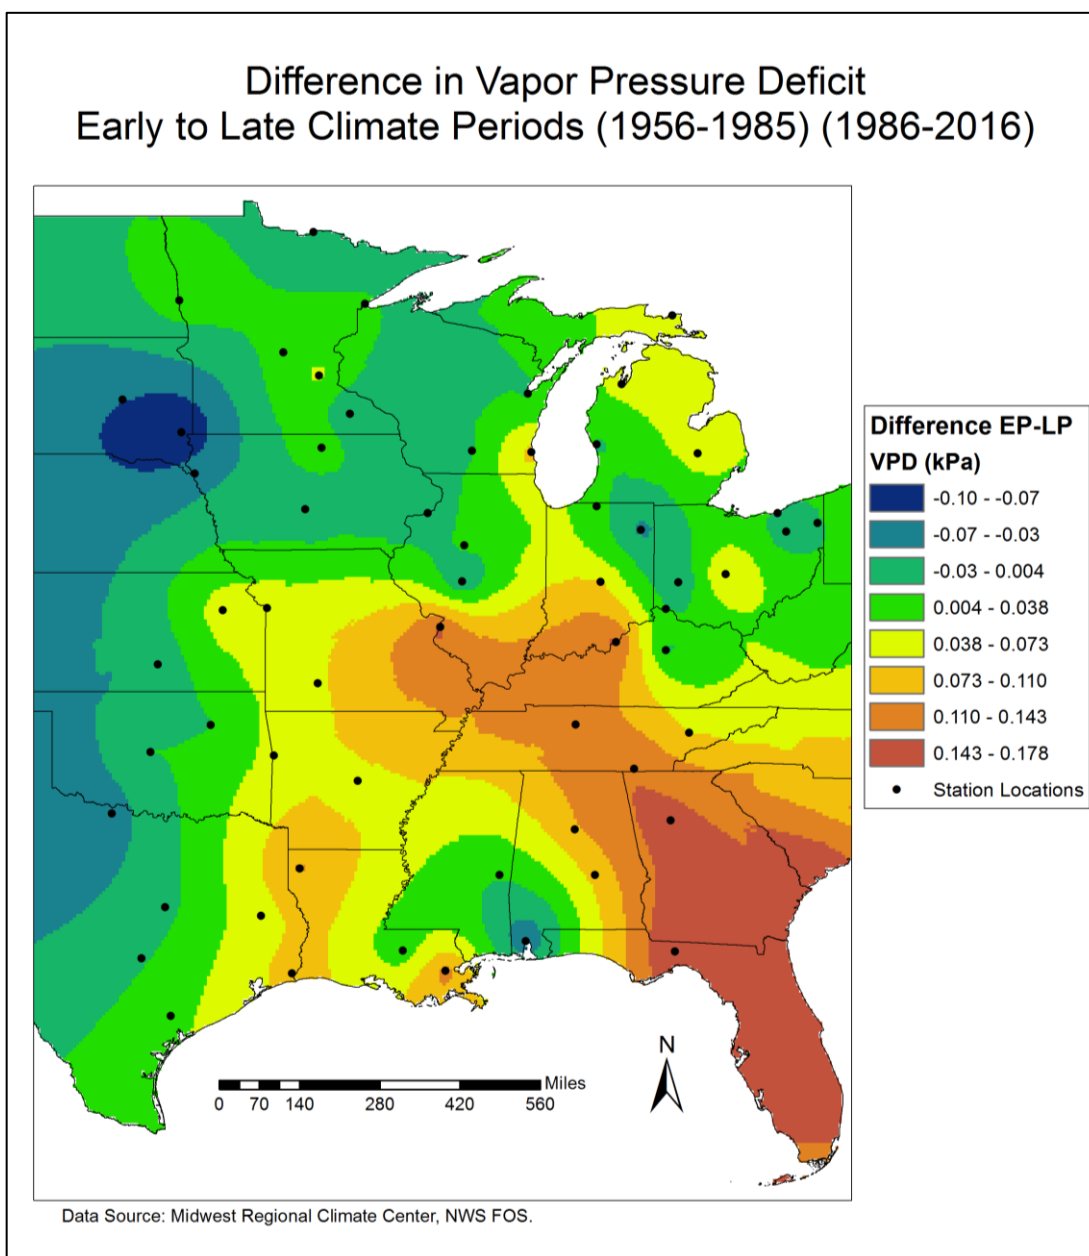 Difference in Vapor Pressure Deficit
Early to Late Climate Periods (1956-1985) (1986-2016)
Difference EP-LP
VPD (kPa)
-0.10 - -0.07
-0.07 - -0.03
-0.03 - 0.004
0.004 - 0.038
0.038 - 0.073
0.073 - 0.110
0.110 - 0.143
0.143 - 0.178
Station Locations
N
Miles
0 70 140 280 420 560
Data Source: Midwest Regional Climate Center, NWS FOS.